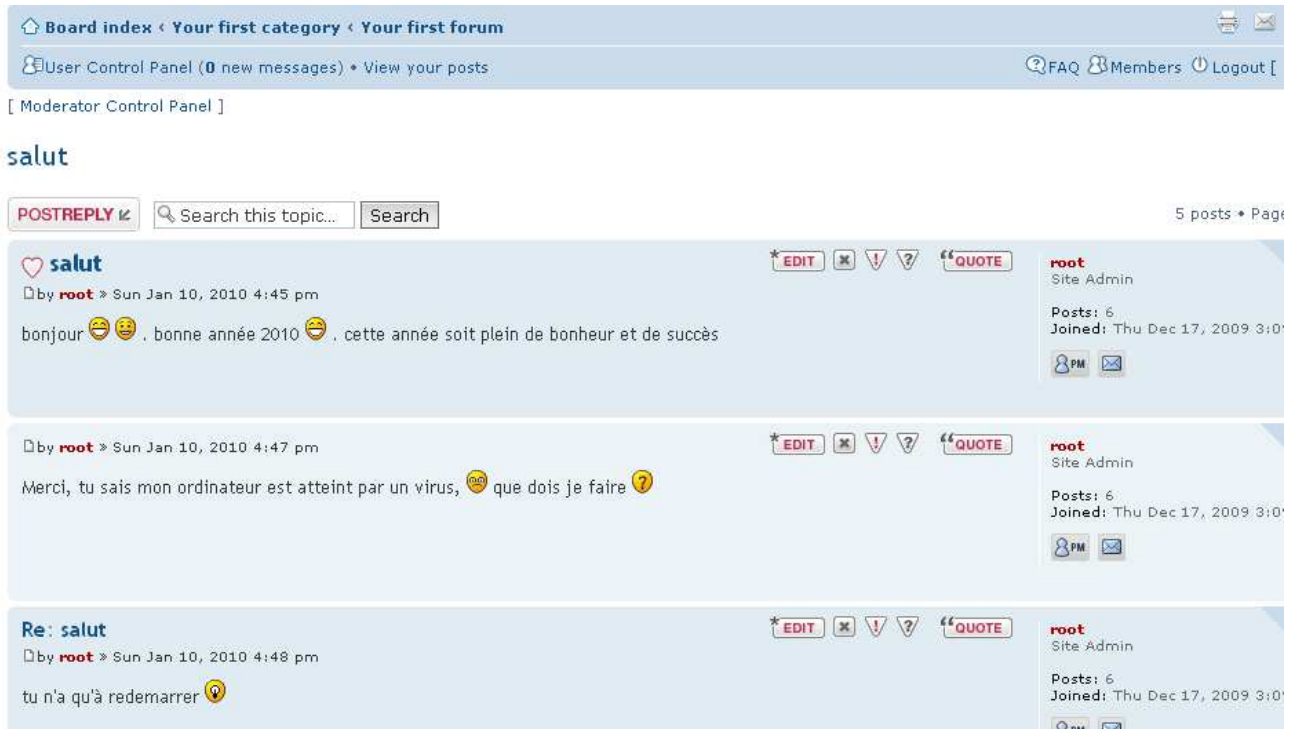 Board index ‹ Your first category ‹ Your first forum
User Control Panel (0 new messages) • View your posts
FAQ Members Logout [
[ Moderator Control Panel ]
salut
POSTREPLY Search this topic... Search
5 posts • Page
salut
EDIT QUOTE
by root » Sun Jan 10, 2010 4:45 pm
bonjour . bonne année 2010 . cette année soit plein de bonheur et de succès
root
Site Admin
Posts: 6
Joined: Thu Dec 17, 2009 3:0
PM
by root » Sun Jan 10, 2010 4:47 pm
EDIT QUOTE
Merci, tu sais mon ordinateur est atteint par un virus, que dois je faire
root
Site Admin
Posts: 6
Joined: Thu Dec 17, 2009 3:0
PM
Re: salut
EDIT QUOTE
by root » Sun Jan 10, 2010 4:48 pm
tu n'a qu'à redemarrer
root
Site Admin
Posts: 6
Joined: Thu Dec 17, 2009 3:0